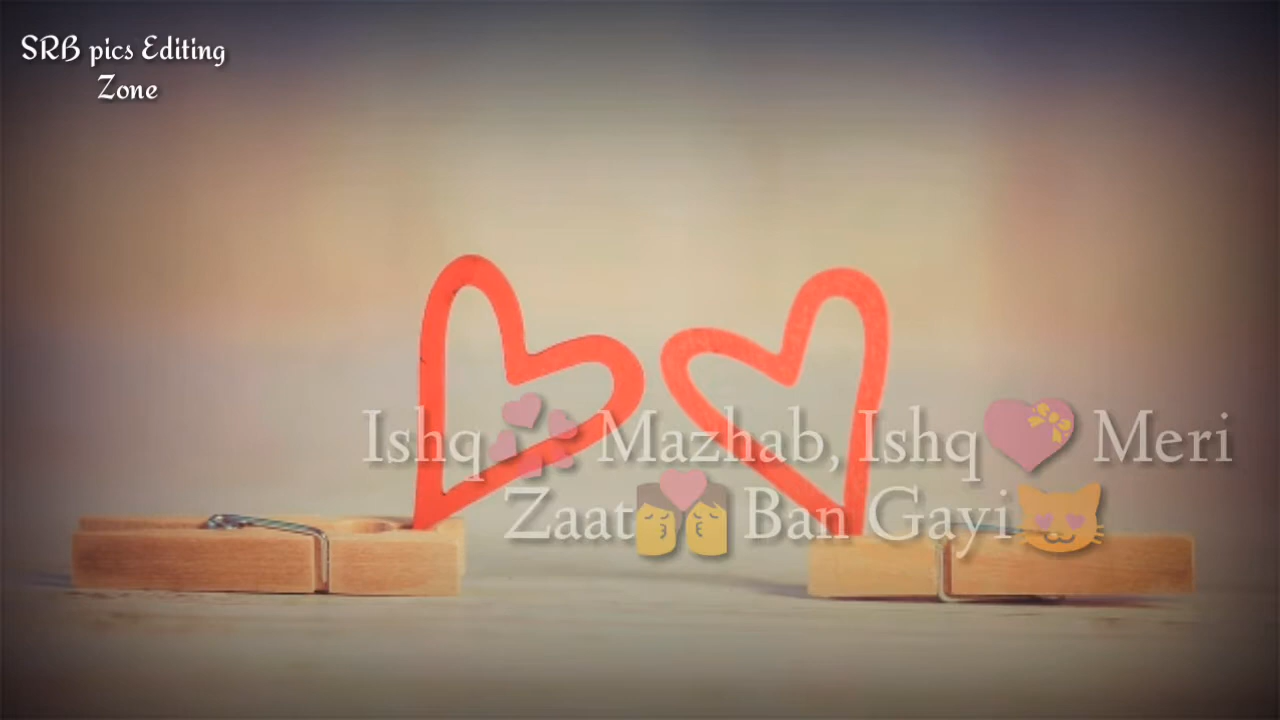 SRB pics Editing
Zone
Ishq💞 Mazhab, Ishq💝 Meri
Zaat💏 Ban Gayi😻